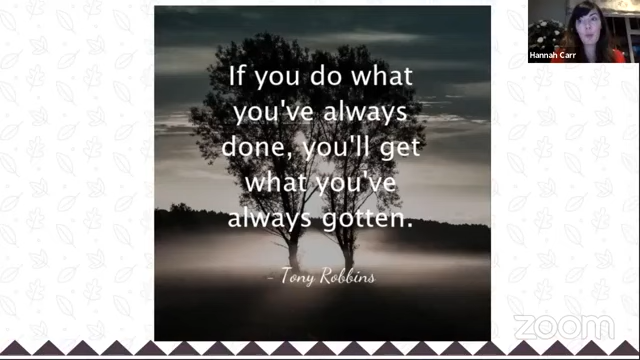 If you do what
you've always
done, you'll get
what you've
always gotten.
- Tony Robbins
Hannah Carr
zoom